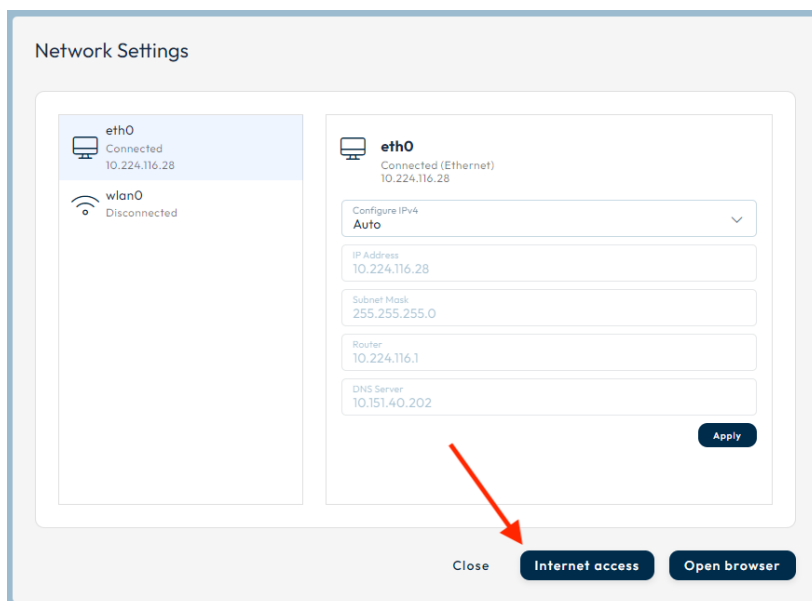 Network Settings
eth0
Connected
10.224.116.28
wlan0
Disconnected
eth0
Connected (Ethernet)
10.224.116.28
Configure IPv4
Auto
IP Address
10.224.116.28
Subnet Mask
255.255.255.0
Router
10.224.116.1
DNS Server
10.151.40.202
Apply
Close Internet access Open browser